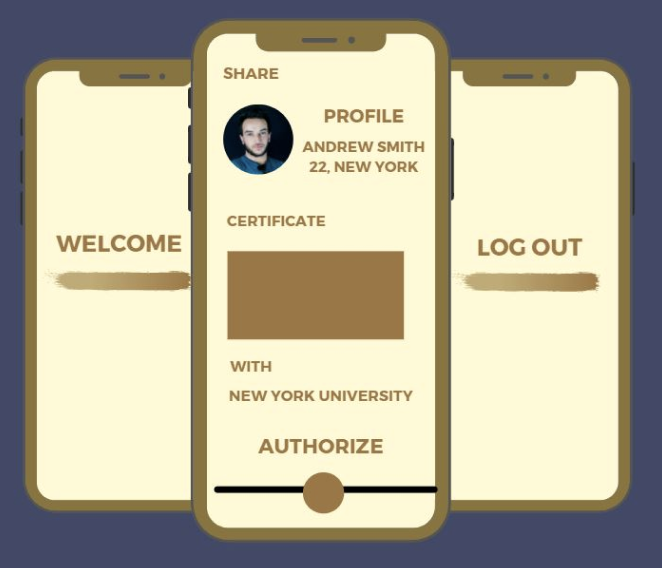 WELCOME
SHARE
PROFILE
ANDREW SMITH
22, NEW YORK
CERTIFICATE
WITH
NEW YORK UNIVERSITY
AUTHORIZE
LOG OUT